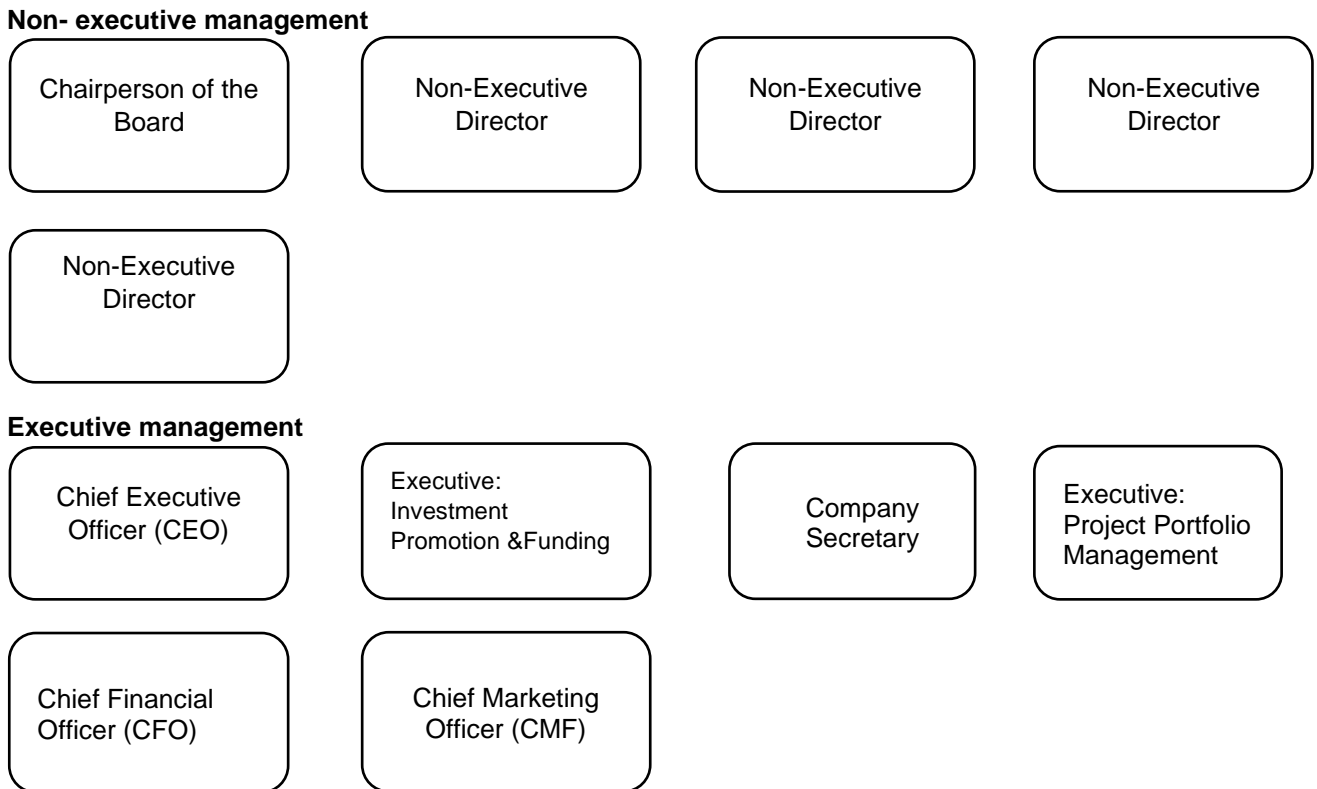 Non- executive management
Chairperson of the
Board
Non-Executive
Director
Non-Executive
Director
Non-Executive
Director
Non-Executive
Director
Executive management
Chief Executive
Officer (CEO)
Executive:
Investment
Promotion &Funding
Company
Secretary
Executive:
Project Portfolio
Management
Chief Financial
Officer (CFO)
Chief Marketing
Officer (CMF)